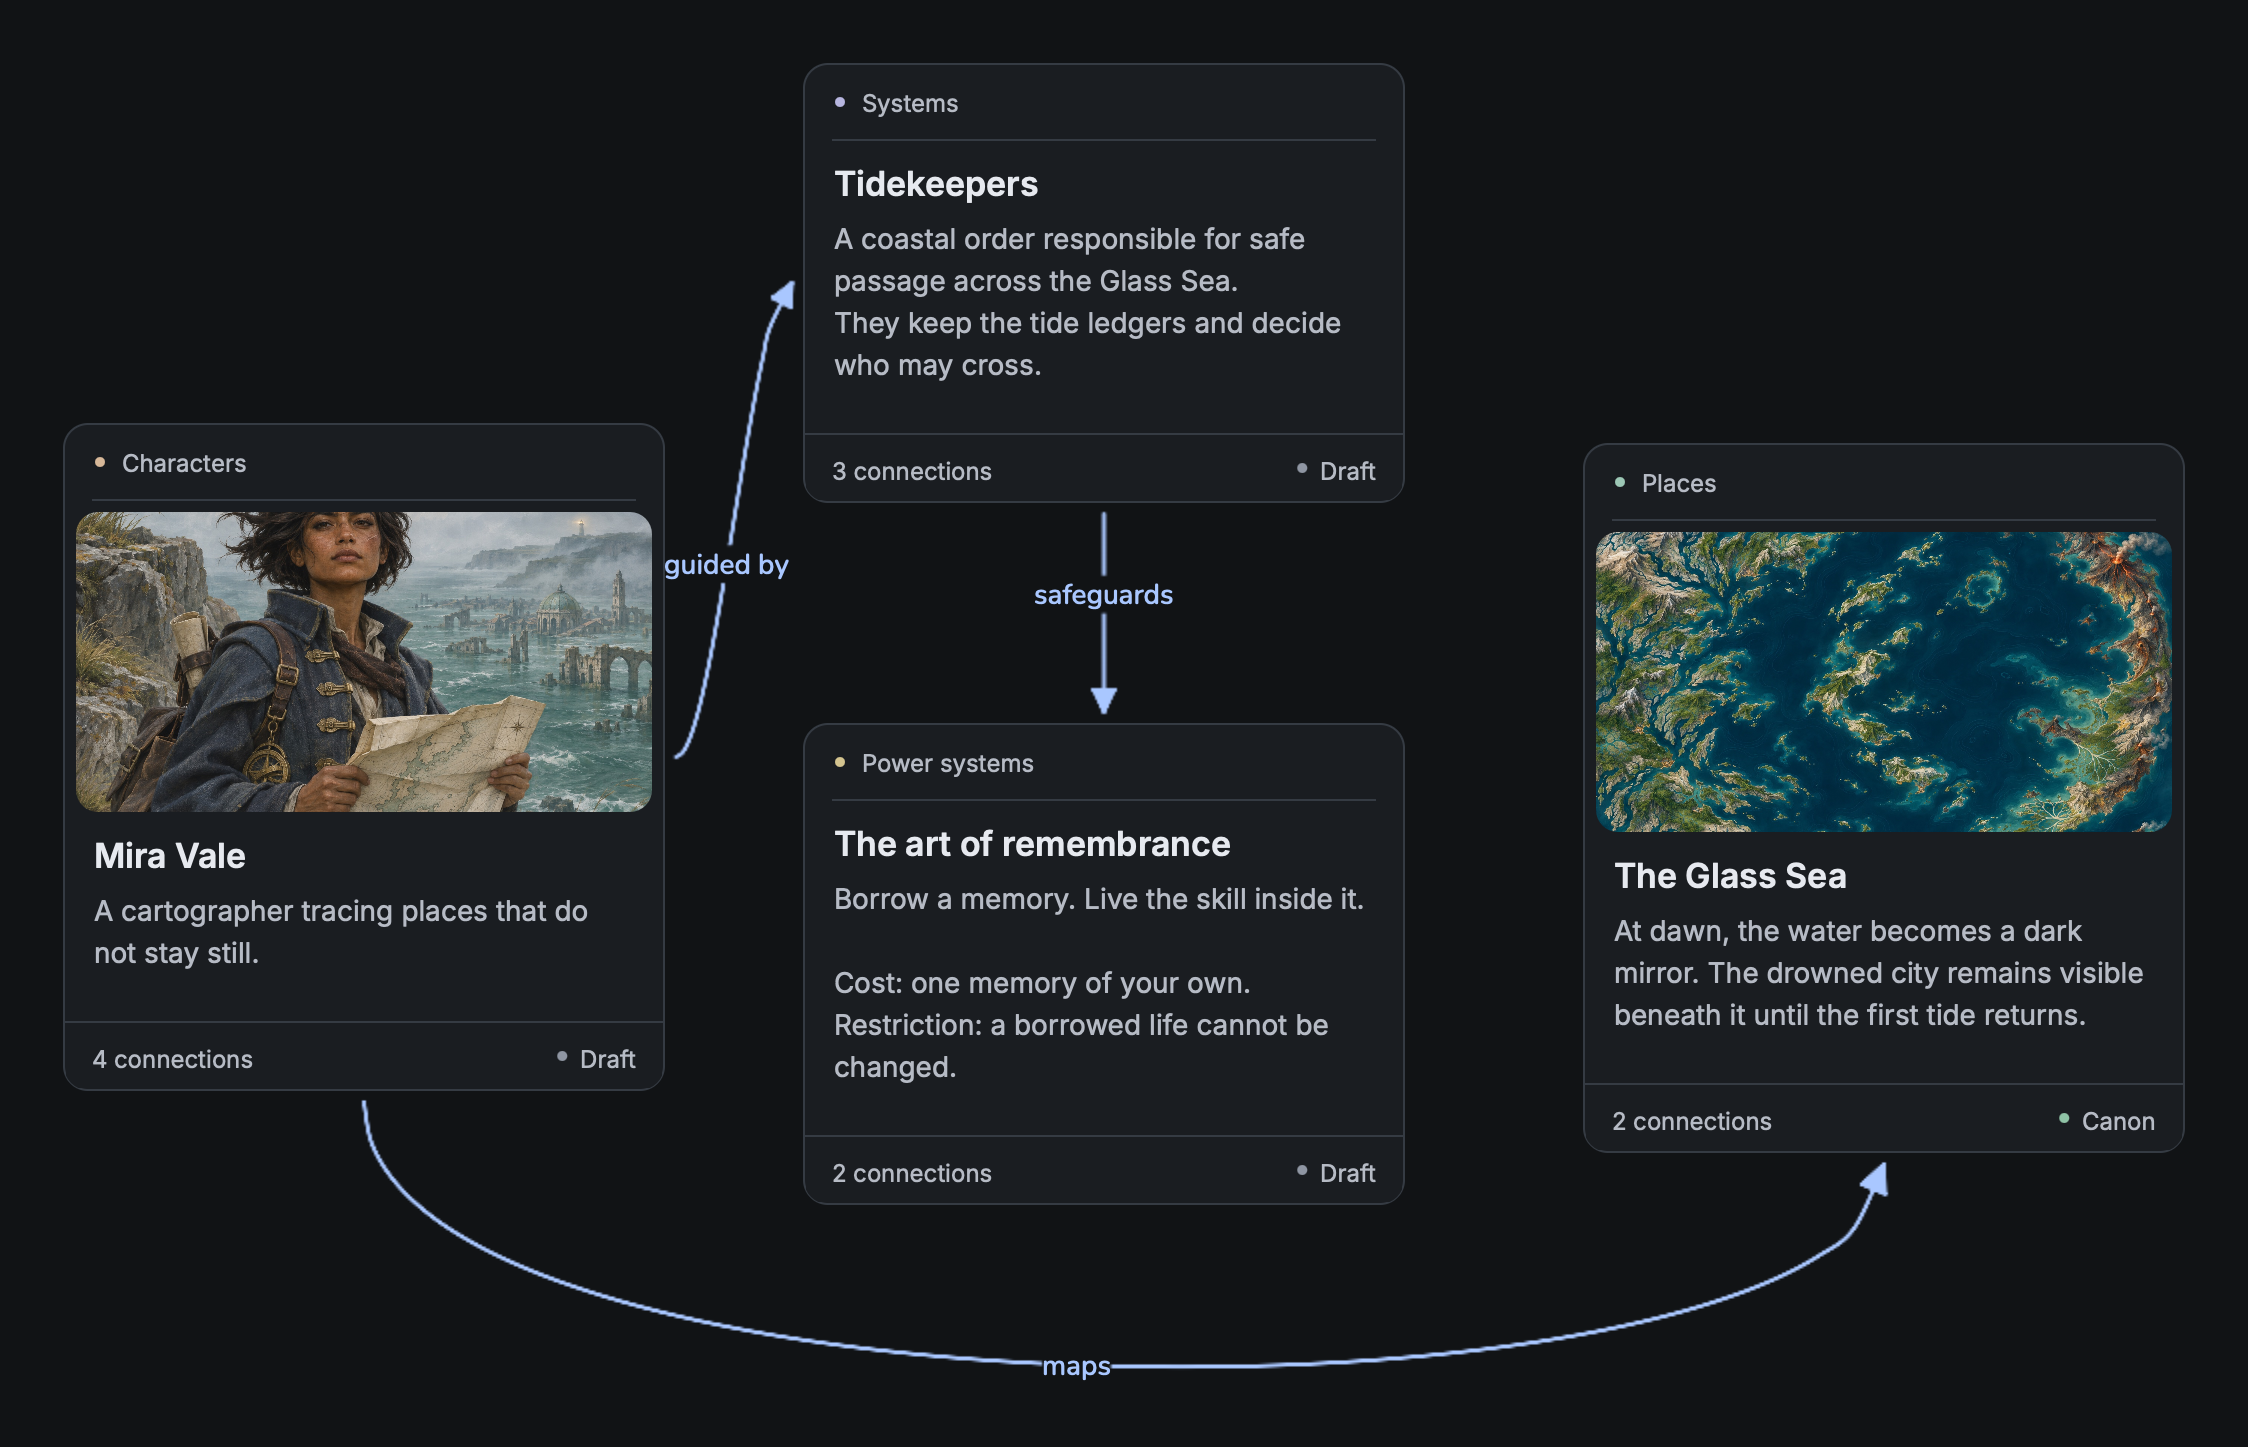 Systems
Tidekeepers
A coastal order responsible for safe
passage across the Glass Sea.
They keep the tide ledgers and decide
who may cross.
3 connections
Draft
Characters
Mira Vale
A cartographer tracing places that do
not stay still.
4 connections
Draft
guided by
safeguards
Power systems
The art of remembrance
Borrow a memory. Live the skill inside it.
Cost: one memory of your own.
Restriction: a borrowed life cannot be
changed.
2 connections
Draft
Places
The Glass Sea
At dawn, the water becomes a dark
mirror. The drowned city remains visible
beneath it until the first tide returns.
2 connections
Canon
maps